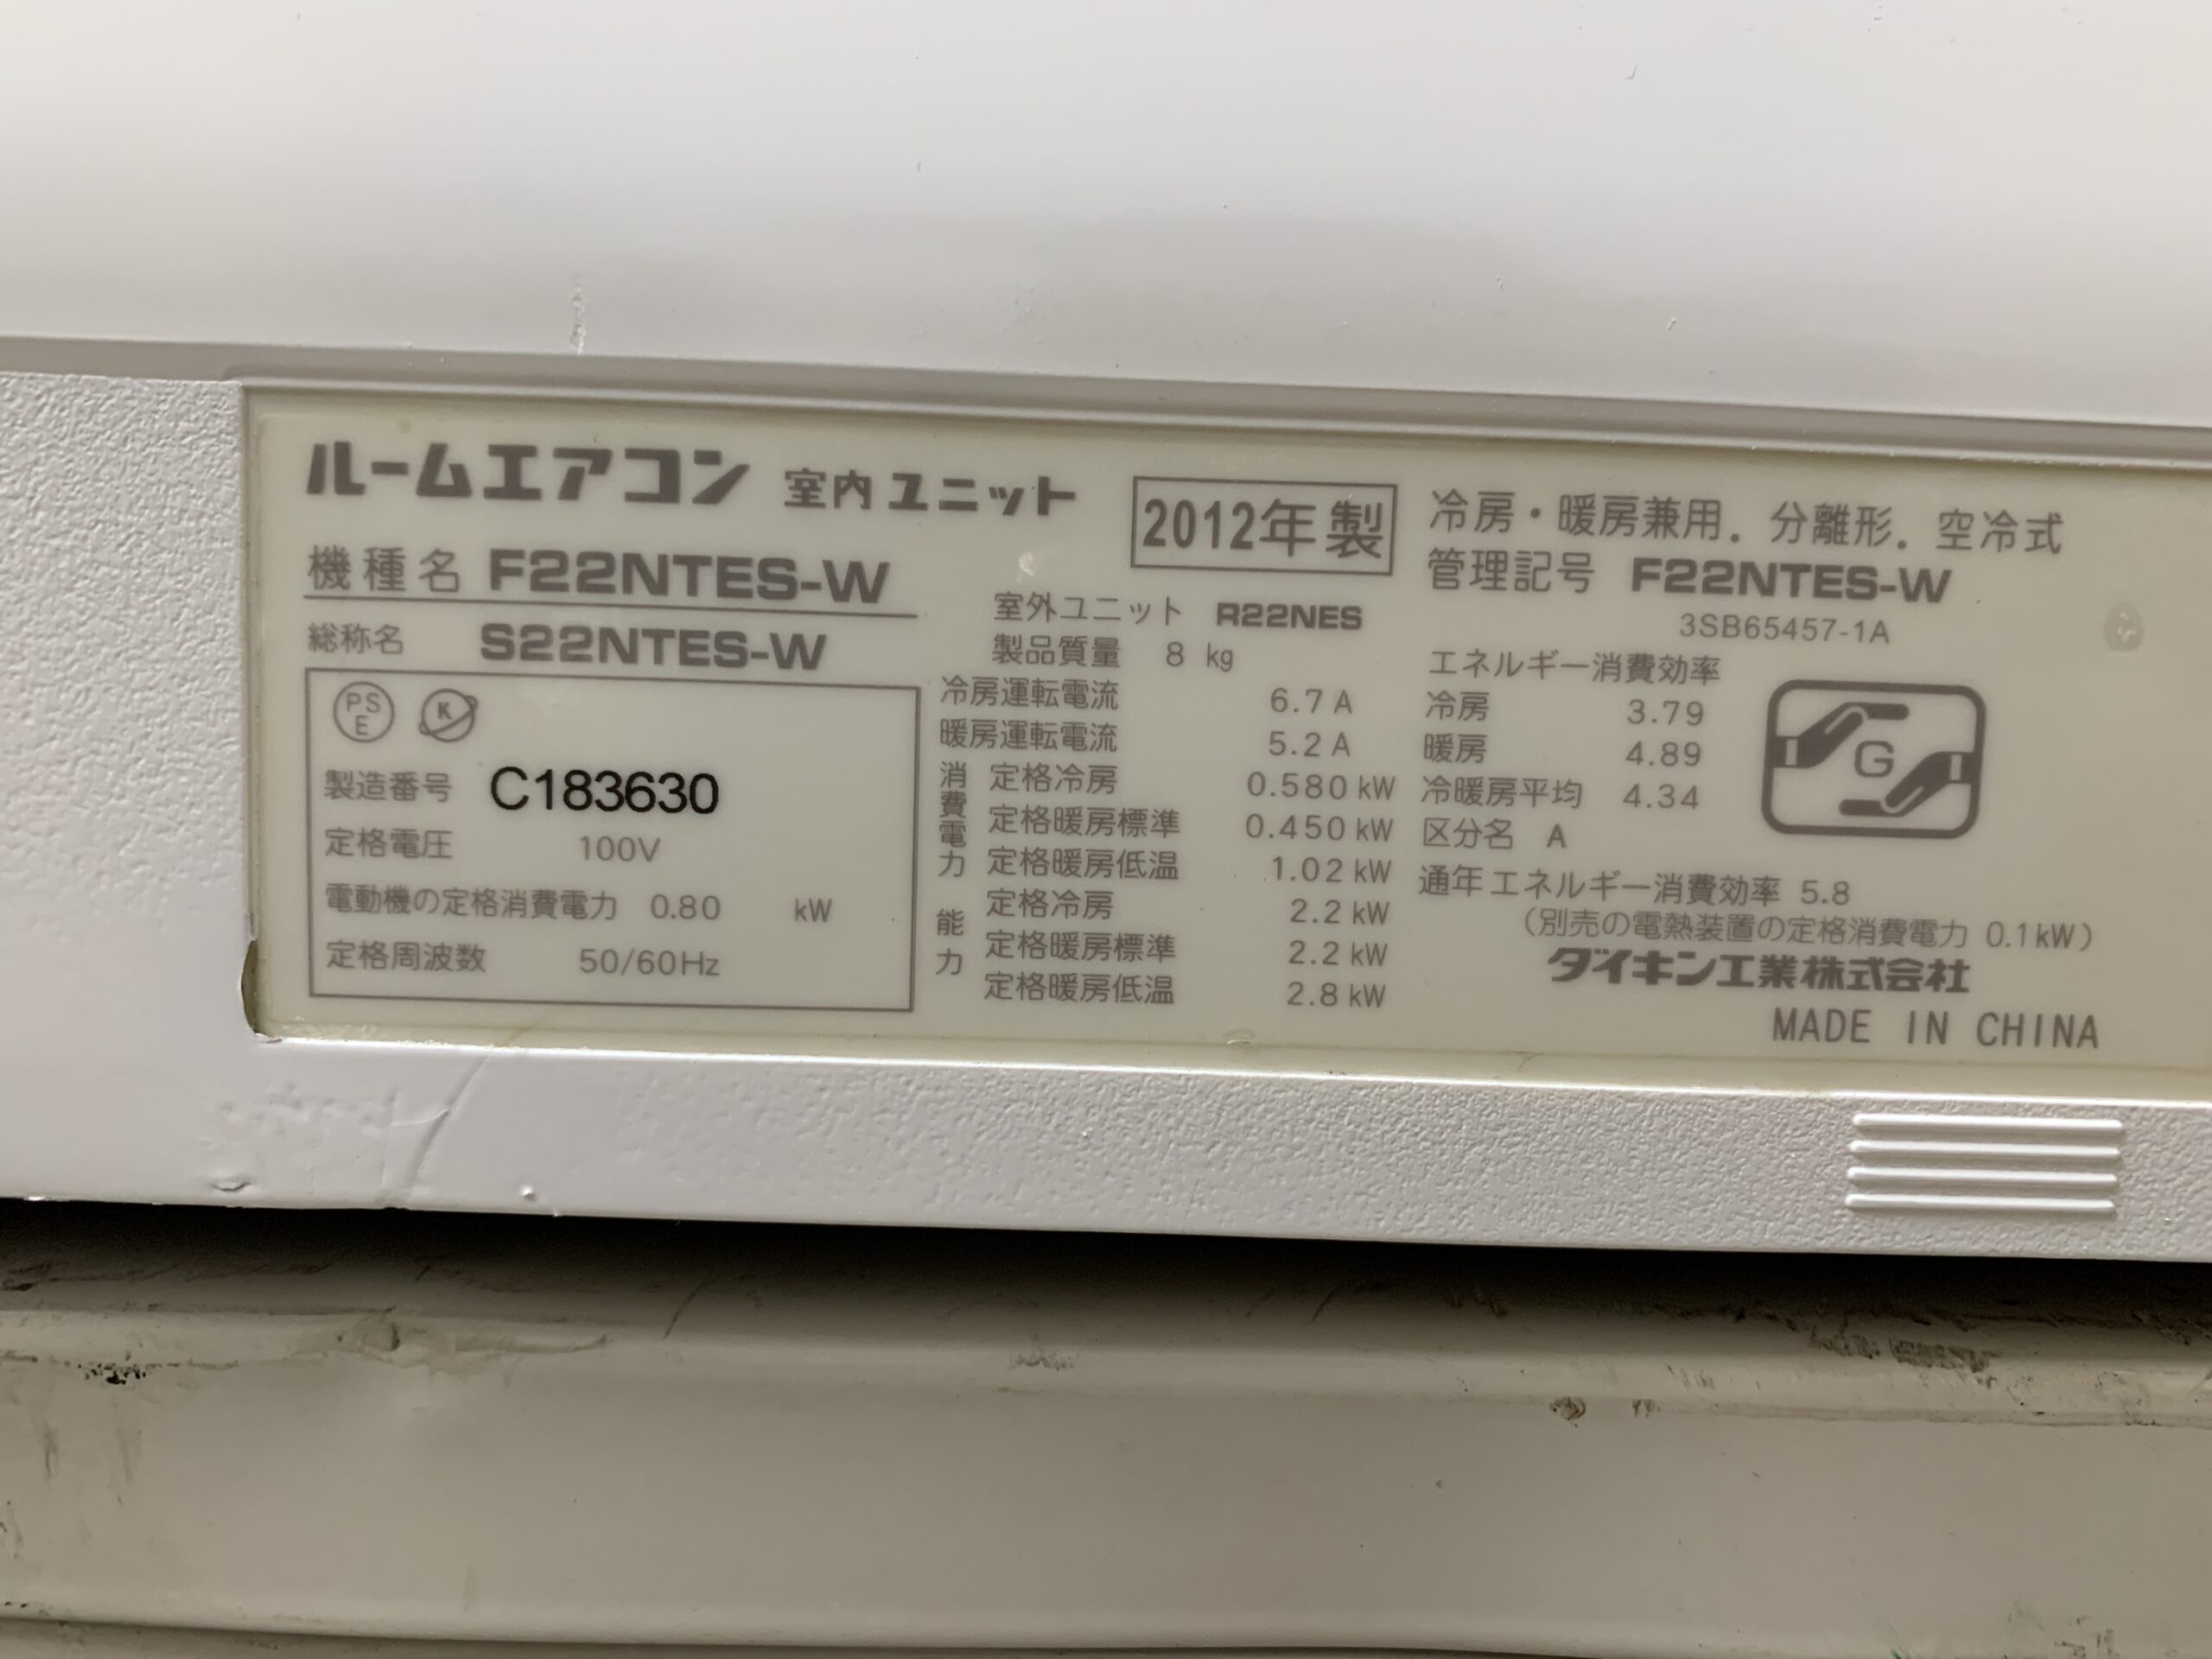 ルームエアコン 室内ユニット
2012年製
機種名 F22NTES-W
総称名 S22NTES-W
PS
E
K
製造番号 C183630
定格電圧 100V
電動機の定格消費電力 0.80 kW
定格周波数 50/60Hz
室外ユニット R22NES
製品質量 8 kg
冷房運転電流 6.7 A
暖房運転電流 5.2 A
消費電力
定格冷房 0.580 kW
定格暖房標準 0.450 kW
定格暖房低温 1.02 kW
能力
定格冷房 2.2 kW
定格暖房標準 2.2 kW
定格暖房低温 2.8 kW
冷房・暖房兼用．分離形．空冷式
管理記号 F22NTES-W
3SB65457-1A
エネルギー消費効率
冷房 3.79
暖房 4.89
冷暖房平均 4.34
区分名 A
G
通年エネルギー消費効率 5.8
（別売の電熱装置の定格消費電力 0.1kW）
ダイキン工業株式会社
MADE IN CHINA